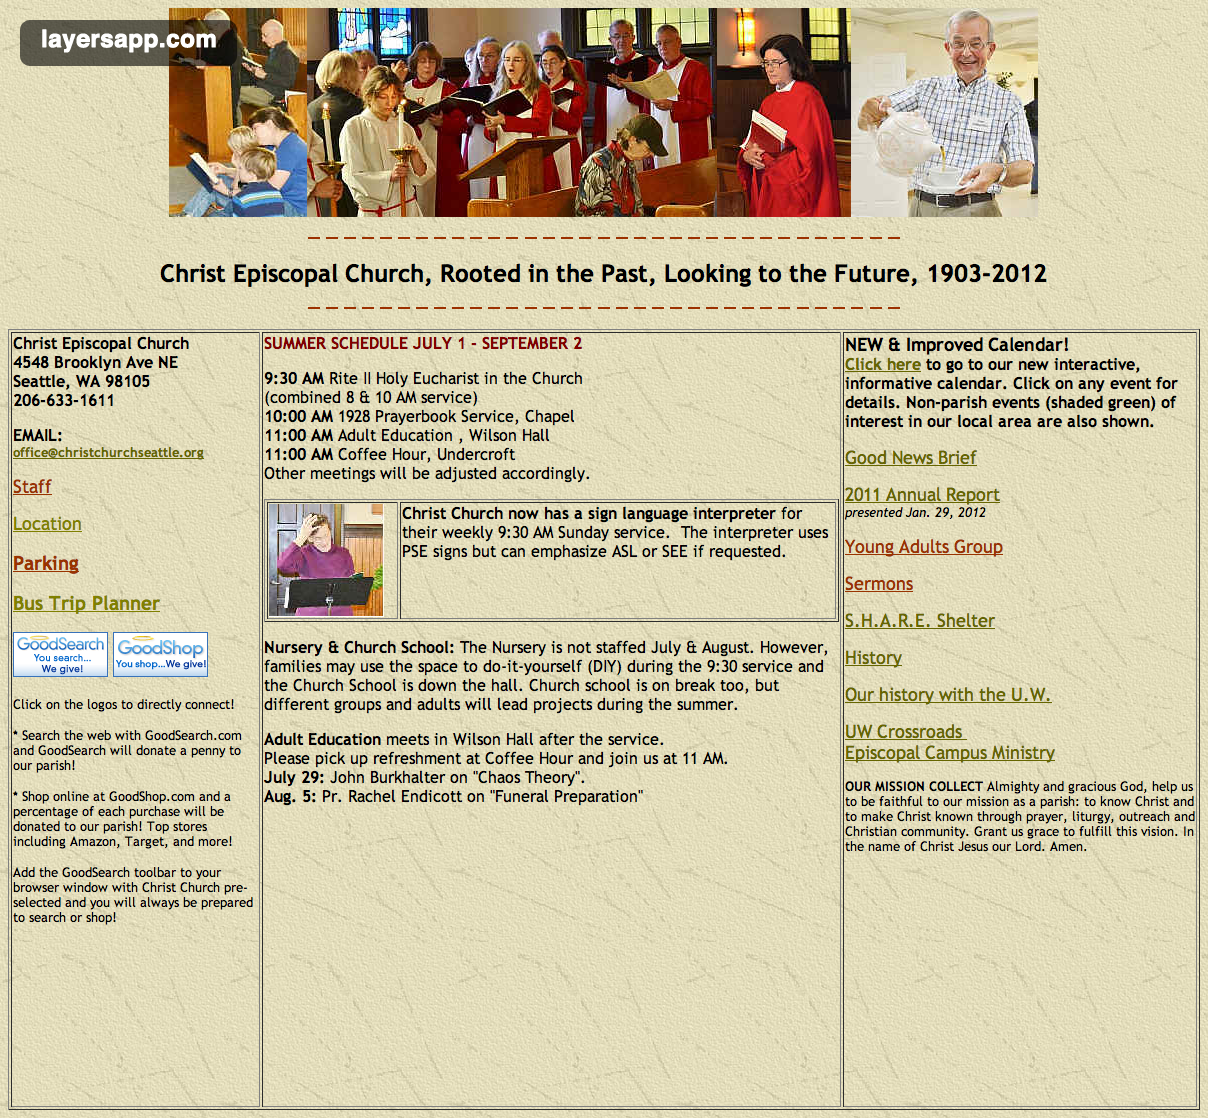 layersapp.com
Christ Episcopal Church, Rooted in the Past, Looking to the Future, 1903-2012
Christ Episcopal Church
4548 Brooklyn Ave NE
Seattle, WA 98105
206-633-1611
EMAIL:
office@christchurchseattle.org
Staff
Location
Parking
Bus Trip Planner
GoodSearch
You search...
We give!
GoodShop
You shop...We give!
Click on the logos to directly connect!
* Search the web with GoodSearch.com
and GoodSearch will donate a penny to
our parish!
* Shop online at GoodShop.com and a
percentage of each purchase will be
donated to our parish! Top stores
including Amazon, Target, and more!
Add the GoodSearch toolbar to your
browser window with Christ Church pre-
selected and you will always be prepared
to search or shop!
SUMMER SCHEDULE JULY 1 - SEPTEMBER 2
9:30 AM Rite II Holy Eucharist in the Church
(combined 8 & 10 AM service)
10:00 AM 1928 Prayerbook Service, Chapel
11:00 AM Adult Education , Wilson Hall
11:00 AM Coffee Hour, Undercroft
Other meetings will be adjusted accordingly.
Christ Church now has a sign language interpreter for
their weekly 9:30 AM Sunday service. The interpreter uses
PSE signs but can emphasize ASL or SEE if requested.
Nursery & Church School: The Nursery is not staffed July & August. However,
families may use the space to do-it-yourself (DIY) during the 9:30 service and
the Church School is down the hall. Church school is on break too, but
different groups and adults will lead projects during the summer.
Adult Education meets in Wilson Hall after the service.
Please pick up refreshment at Coffee Hour and join us at 11 AM.
July 29: John Burkhalter on "Chaos Theory".
Aug. 5: Pr. Rachel Endicott on "Funeral Preparation"
NEW & Improved Calendar!
Click here to go to our new interactive,
informative calendar. Click on any event for
details. Non-parish events (shaded green) of
interest in our local area are also shown.
Good News Brief
2011 Annual Report
presented Jan. 29, 2012
Young Adults Group
Sermons
S.H.A.R.E. Shelter
History
Our history with the U.W.
UW Crossroads
Episcopal Campus Ministry
OUR MISSION COLLECT Almighty and gracious God, help us
to be faithful to our mission as a parish: to know Christ and
to make Christ known through prayer, liturgy, outreach and
Christian community. Grant us grace to fulfill this vision. In
the name of Christ Jesus our Lord. Amen.